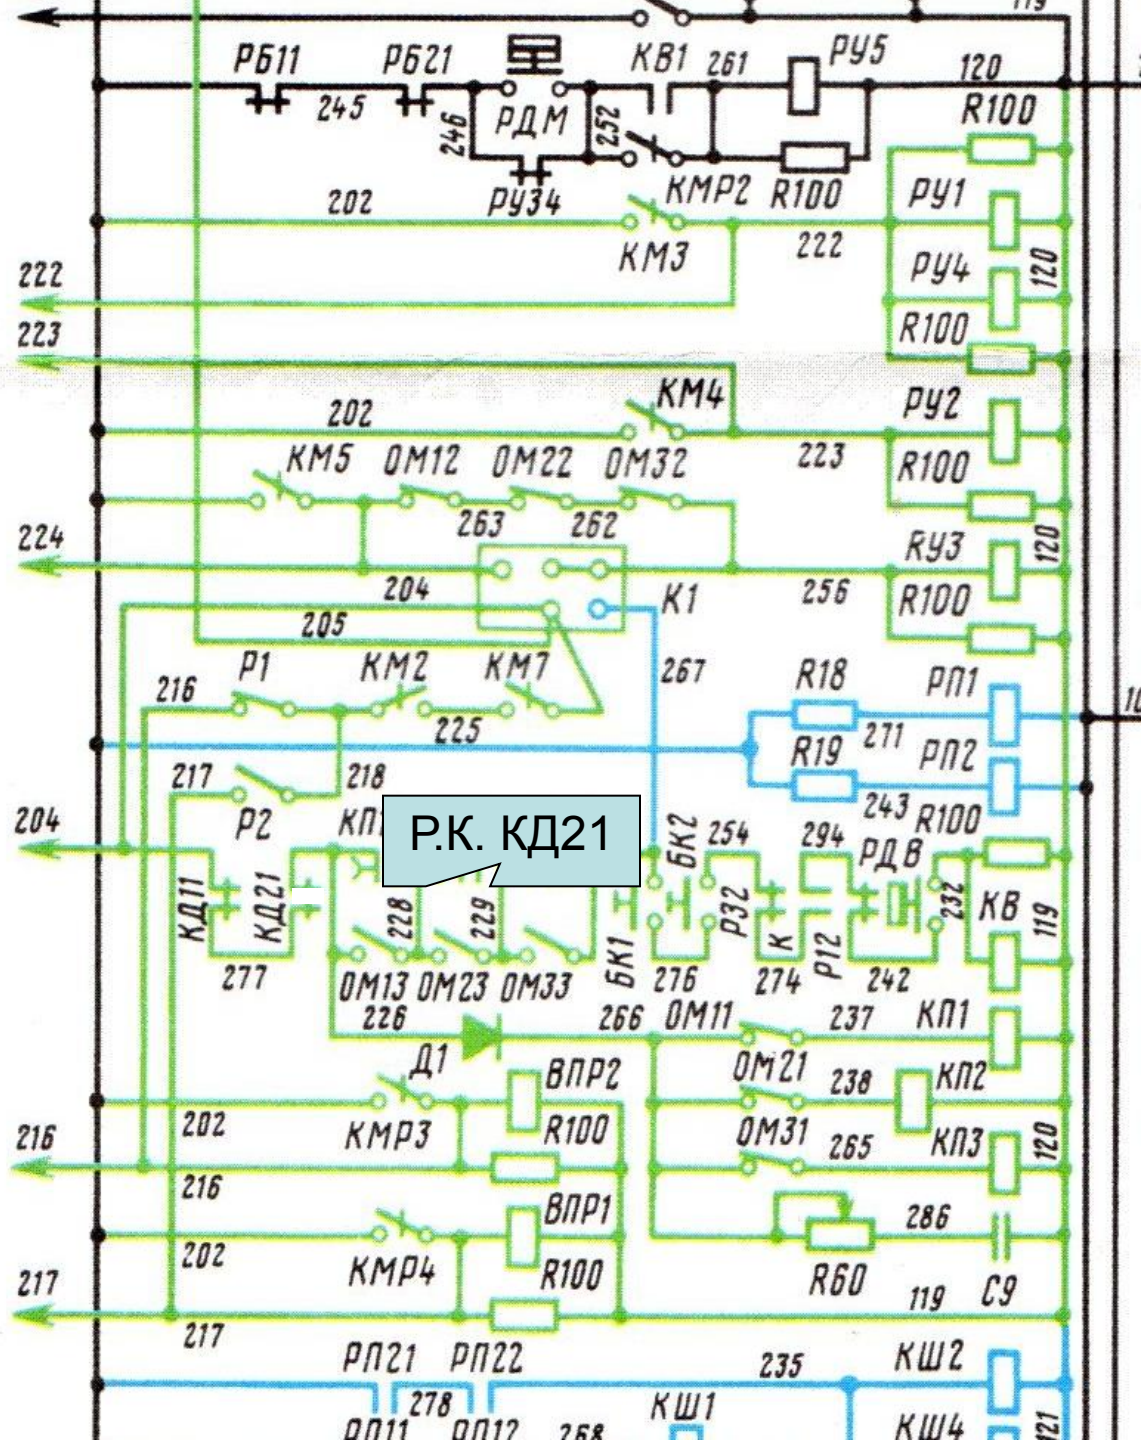 119
РБ11 РБ21 КВ1 261 РУ5 120
245 246 РДМ 252 R100
РУ34 КМР2 R100 РУ1
202 КМ3 222
222 РУ4 120
223 R100
202 КМ4 РУ2
КМ5 ОМ12 ОМ22 ОМ32 223 R100
263 262
224 RУ3 120
204 К1 256 R100
205
Р1 КМ2 КМ7 267 R18 РП1
216 225 271
R19 РП2
217 218 243 R100
204 Р2 Р.К. КД21 БК2 254 294 РДВ
КД11 КД21 228 229 Р32 232 КВ 119
277 ОМ13 ОМ23 ОМ33 БК1 276 274 К Р12 242
226 266 ОМ11 237 КП1
Д1 ВПР2 ОМ21 238 КП2
202 КМР3 R100 ОМ31 265 КП3 120
216
216
ВПР1 286
202 КМР4 R100 R60 С9
217 119
217
РП21 РП22 235 КШ2
278 КШ1
РП11 РП12 268 КШ4 121